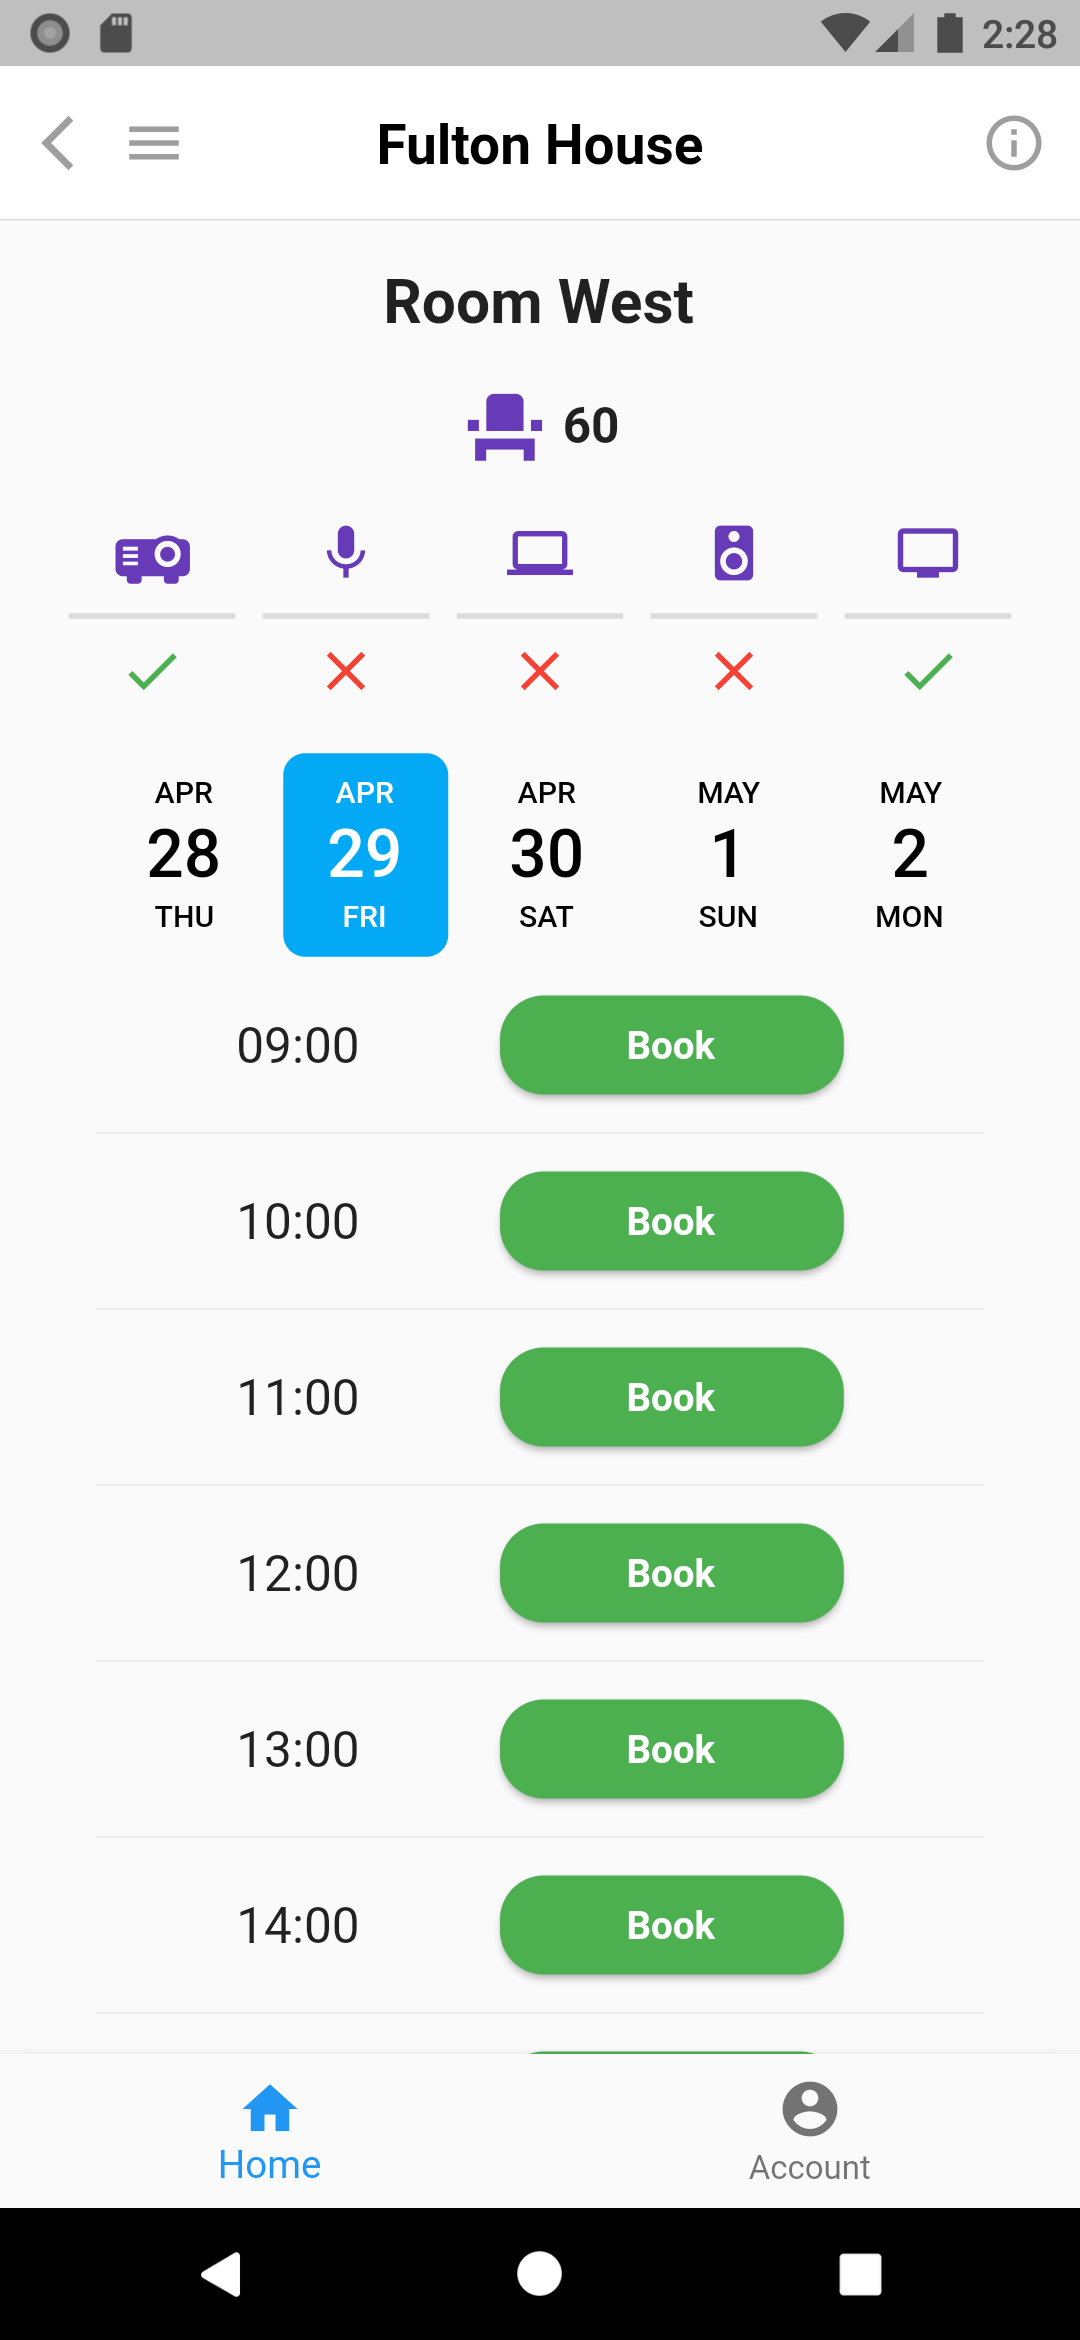 2:28
Fulton House
Room West
60
APR APR APR MAY MAY
28 29 30 1 2
THU FRI SAT SUN MON
09:00 Book
10:00 Book
11:00 Book
12:00 Book
13:00 Book
14:00 Book
Home Account